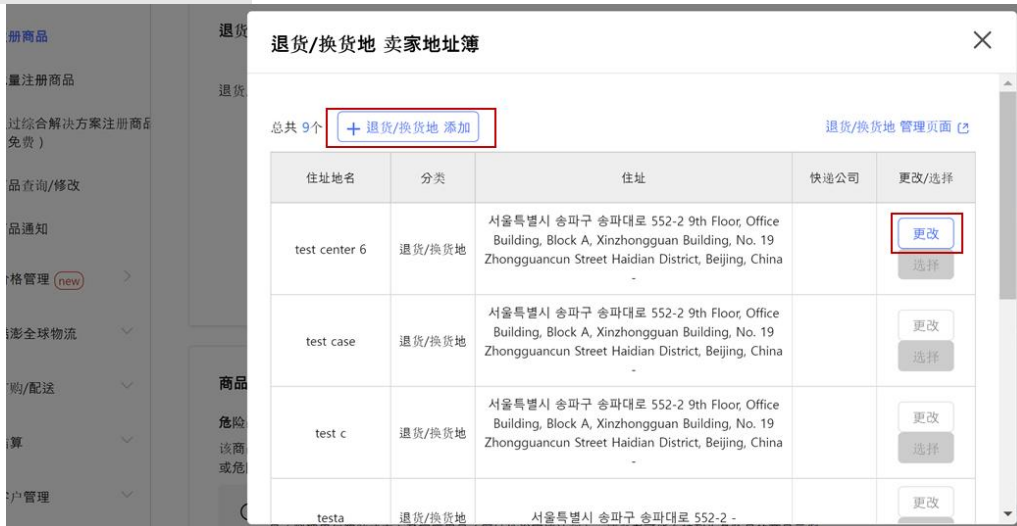 册商品
量注册商品
过综合解决方案注册商品
免费）
品查询/修改
品通知
格管理 new
澎全球物流
购/配送
算
户管理
退货
退货
商品
危险
该商
或危
退货/换货地 卖家地址簿
总共 9个
+ 退货/换货地 添加
退货/换货地 管理页面
住址地名 分类 住址 快递公司 更改/选择
test center 6 退货/换货地
서울특별시 송파구 송파대로 552-2 9th Floor, Office
Building, Block A, Xinzhongguan Building, No. 19
Zhongguancun Street Haidian District, Beijing, China
-
更改
选择
test case 退货/换货地
서울특별시 송파구 송파대로 552-2 9th Floor, Office
Building, Block A, Xinzhongguan Building, No. 19
Zhongguancun Street Haidian District, Beijing, China
-
更改
选择
test c 退货/换货地
서울특별시 송파구 송파대로 552-2 9th Floor, Office
Building, Block A, Xinzhongguan Building, No. 19
Zhongguancun Street Haidian District, Beijing, China
-
更改
选择
testa 退货/换货地 서울특별시 송파구 송파대로 552-2 -
更改